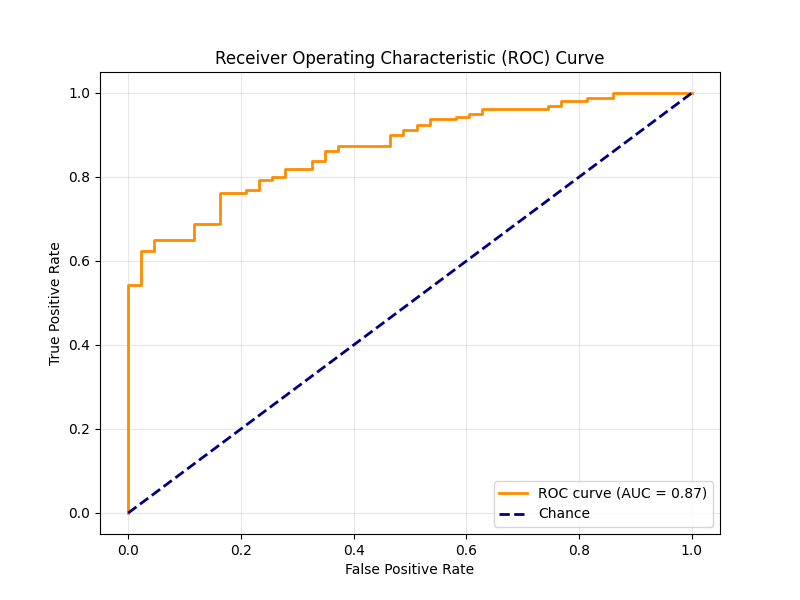 Receiver Operating Characteristic (ROC) Curve
True Positive Rate
1.0
0.8
0.6
0.4
0.2
0.0
ROC curve (AUC = 0.87)
Chance
0.0 0.2 0.4 0.6 0.8 1.0
False Positive Rate